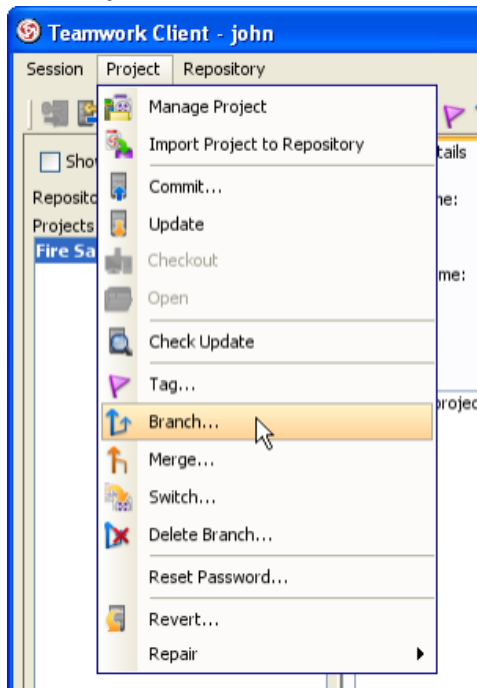 Teamwork Client - john
Session Project Repository
Manage Project
Import Project to Repository
Commit...
Update
Checkout
Open
Check Update
Tag...
Branch...
Merge...
Switch...
Delete Branch...
Reset Password...
Revert...
Repair
Projects